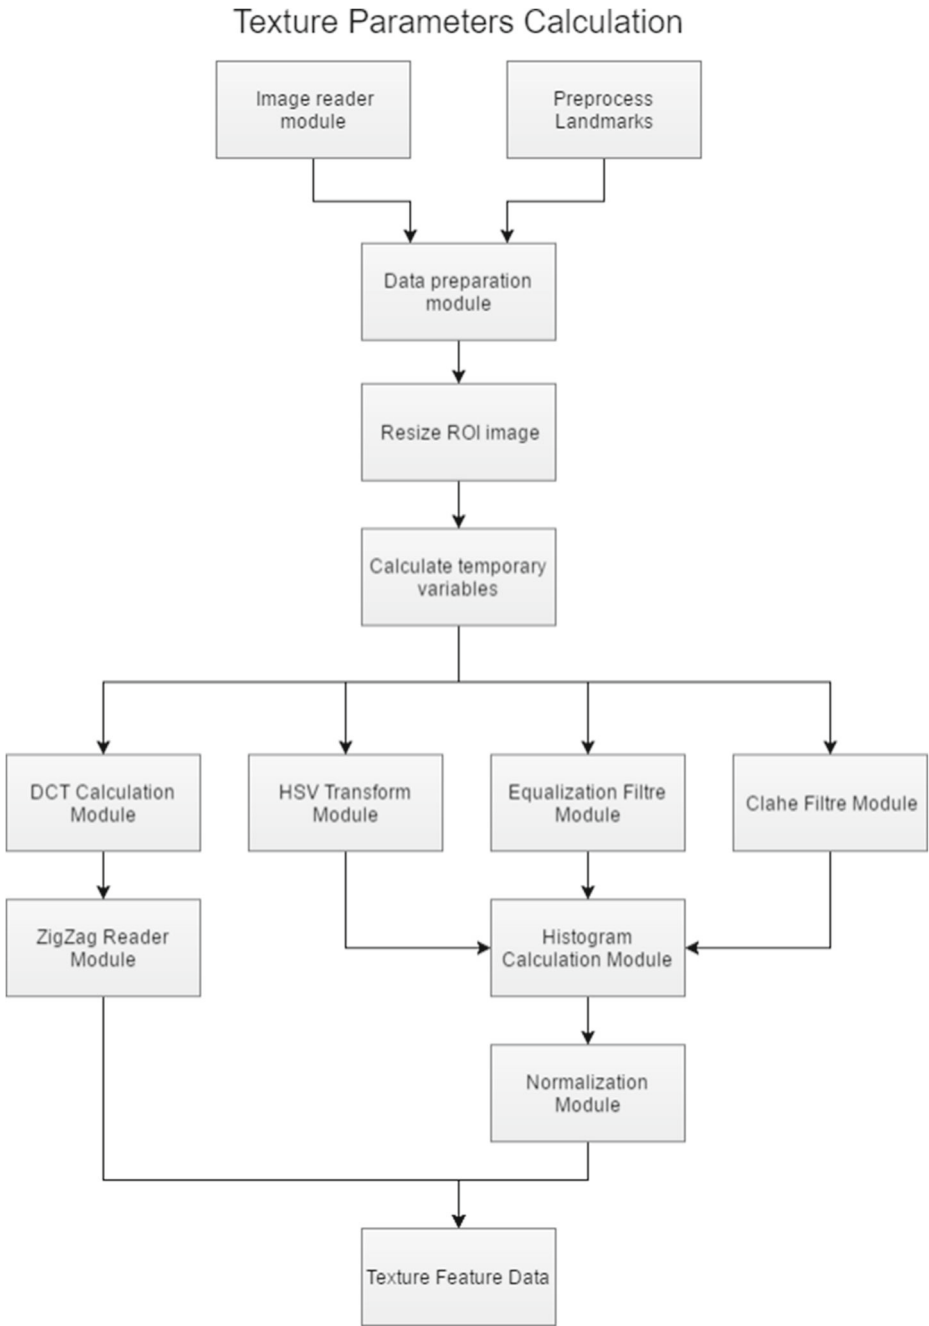 Texture Parameters Calculation
Image reader
module
Preprocess
Landmarks
Data preparation
module
Resize ROI image
Calculate temporary
variables
DCT Calculation
Module
HSV Transform
Module
Equalization Filtre
Module
Clahe Filtre Module
ZigZag Reader
Module
Histogram
Calculation Module
Normalization
Module
Texture Feature Data